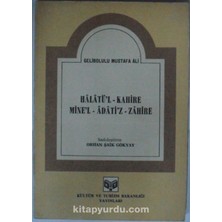 GELİBOLULU MUSTAFA ÂLİ
HÂLÂTÜ'L-KAHİRE
MİNE'L-ÂDÂTİ'Z-ZÂHİRE
ORHAN ŞAİK GÖKYAY
KÜLTÜR VE TURİZM BAKANLIĞI
YAYINLARI
kitapyurdu.com